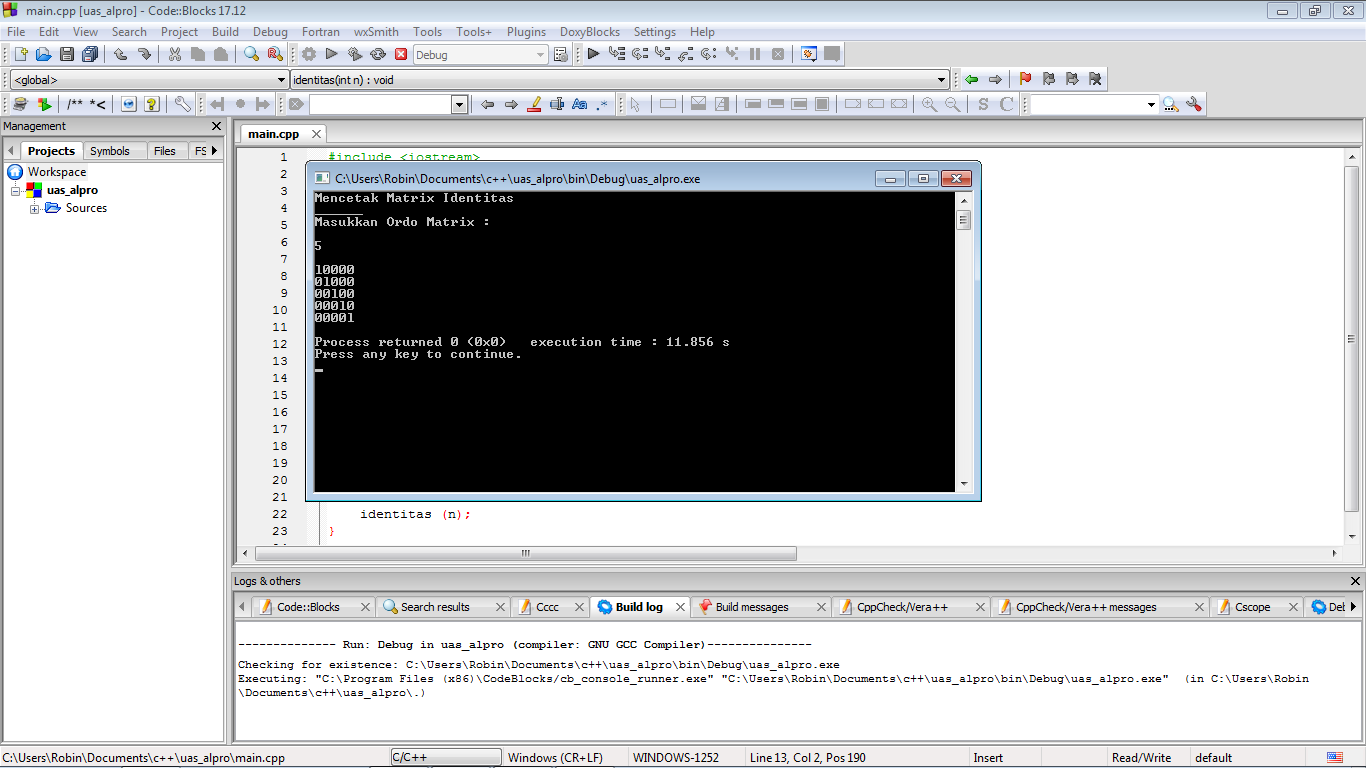 main.cpp [uas_alpro] - Code::Blocks 17.12
File Edit View Search Project Build Debug Fortran wxSmith Tools Tools+ Plugins DoxyBlocks Settings Help
Debug
<global> identitas(int n) : void
/** *< Aa .* S C
Management
Projects Symbols Files FS
Workspace
uas_alpro
Sources
main.cpp
1 #include <iostream>
2
3
4
5
6
7
8
9
10
11
12
13
14
15
16
17
18
19
20
21
22 identitas (n);
23 }
C:\Users\Robin\Documents\c++\uas_alpro\bin\Debug\uas_alpro.exe
Mencetak Matrix Identitas
______
Masukkan Ordo Matrix :
5
10000
01000
00100
00010
00001
Process returned 0 (0x0) execution time : 11.856 s
Press any key to continue.
Logs & others
Code::Blocks Search results Cccc Build log Build messages CppCheck/Vera++ CppCheck/Vera++ messages Cscope Det
-------------- Run: Debug in uas_alpro (compiler: GNU GCC Compiler)---------------
Checking for existence: C:\Users\Robin\Documents\c++\uas_alpro\bin\Debug\uas_alpro.exe
Executing: "C:\Program Files (x86)\CodeBlocks/cb_console_runner.exe" "C:\Users\Robin\Documents\c++\uas_alpro\bin\Debug\uas_alpro.exe" (in C:\Users\Robin
\Documents\c++\uas_alpro\.)
C:\Users\Robin\Documents\c++\uas_alpro\main.cpp C/C++ Windows (CR+LF) WINDOWS-1252 Line 13, Col 2, Pos 190 Insert Read/Write default